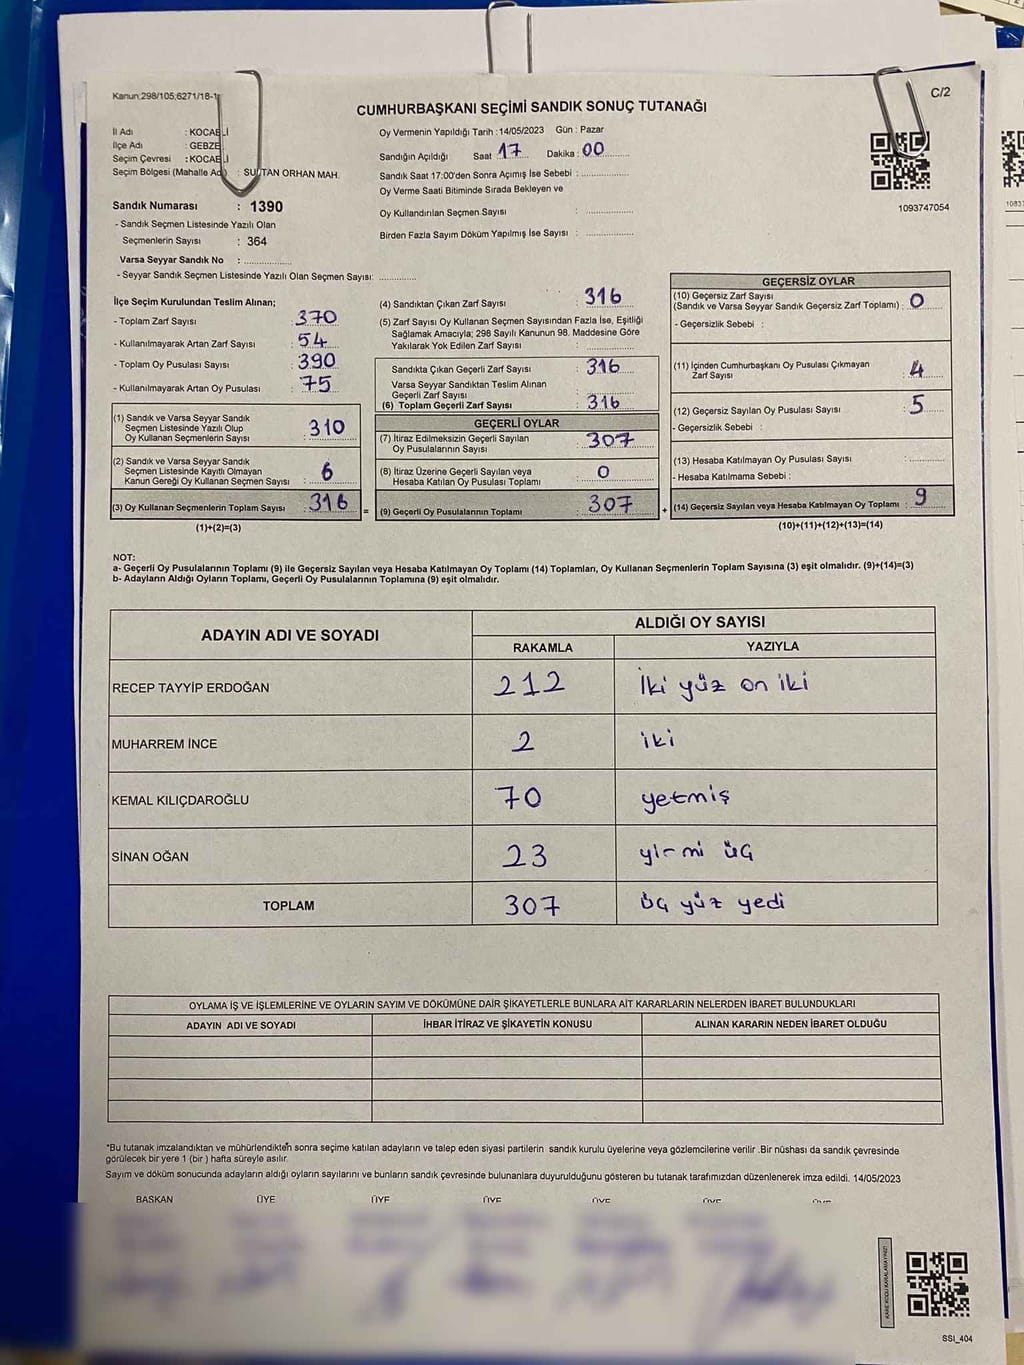 Kanun;298/105;6271/18-1
C/2
CUMHURBAŞKANI SEÇİMİ SANDIK SONUÇ TUTANAĞI
İl Adı : KOCAELİ
İlçe Adı : GEBZE
Seçim Çevresi : KOCAELİ
Seçim Bölgesi (Mahalle Adı) : SULTAN ORHAN MAH.
Sandık Numarası : 1390
- Sandık Seçmen Listesinde Yazılı Olan
Seçmenlerin Sayısı : 364
Varsa Seyyar Sandık No : ...............
- Seyyar Sandık Seçmen Listesinde Yazılı Olan Seçmen Sayısı: ............
Oy Vermenin Yapıldığı Tarih : 14/05/2023 Gün : Pazar
Sandığın Açıldığı Saat 17 Dakika : 00
Sandık Saat 17:00'den Sonra Açımış İse Sebebi : ...............
Oy Verme Saati Bitiminde Sırada Bekleyen ve
Oy Kullandırılan Seçmen Sayısı : ...............
Birden Fazla Sayım Döküm Yapılmış İse Sayısı : ...............
1093747054
1083
İlçe Seçim Kurulundan Teslim Alınan;
- Toplam Zarf Sayısı : 370
- Kullanılmayarak Artan Zarf Sayısı : 54
- Toplam Oy Pusulası Sayısı : 390
- Kullanılmayarak Artan Oy Pusulası : 75
(1) Sandık ve Varsa Seyyar Sandık
Seçmen Listesinde Yazılı Olup
Oy Kullanan Seçmenlerin Sayısı : 310
(2) Sandık ve Varsa Seyyar Sandık
Seçmen Listesinde Kayıtlı Olmayan
Kanun Gereği Oy Kullanan Seçmen Sayısı : 6
(3) Oy Kullanan Seçmenlerin Toplam Sayısı : 316 =
(1)+(2)=(3)
(4) Sandıktan Çıkan Zarf Sayısı : 316
(5) Zarf Sayısı Oy Kullanan Seçmen Sayısından Fazla İse, Eşitliği
Sağlamak Amacıyla; 298 Sayılı Kanunun 98. Maddesine Göre
Yakılarak Yok Edilen Zarf Sayısı : ...............
Sandıkta Çıkan Geçerli Zarf Sayısı : 316
Varsa Seyyar Sandıktan Teslim Alınan
Geçerli Zarf Sayısı : ...............
(6) Toplam Geçerli Zarf Sayısı : 316
GEÇERLİ OYLAR
(7) İtiraz Edilmeksizin Geçerli Sayılan
Oy Pusulalarının Sayısı : 307
(8) İtiraz Üzerine Geçerli Sayılan veya
Hesaba Katılan Oy Pusulası Toplamı : 0
(9) Geçerli Oy Pusulalarının Toplamı : 307 +
GEÇERSİZ OYLAR
(10) Geçersiz Zarf Sayısı
(Sandık ve Varsa Seyyar Sandık Geçersiz Zarf Toplamı) : 0
- Geçersizlik Sebebi :
(11) İçinden Cumhurbaşkanı Oy Pusulası Çıkmayan
Zarf Sayısı : 4
(12) Geçersiz Sayılan Oy Pusulası Sayısı : 5
- Geçersizlik Sebebi :
(13) Hesaba Katılmayan Oy Pusulası Sayısı : ............
- Hesaba Katılmama Sebebi :
(14) Geçersiz Sayılan veya Hesaba Katılmayan Oy Toplamı : 9
(10)+(11)+(12)+(13)=(14)
NOT:
a- Geçerli Oy Pusulalarının Toplamı (9) ile Geçersiz Sayılan veya Hesaba Katılmayan Oy Toplamı (14) Toplamları, Oy Kullanan Seçmenlerin Toplam Sayısına (3) eşit olmalıdır. (9)+(14)=(3)
b- Adayların Aldığı Oyların Toplamı, Geçerli Oy Pusulalarının Toplamına (9) eşit olmalıdır.
ADAYIN ADI VE SOYADI
ALDIĞI OY SAYISI
RAKAMLA YAZIYLA
RECEP TAYYİP ERDOĞAN 212 İki yüz on iki
MUHARREM İNCE 2 iki
KEMAL KILIÇDAROĞLU 70 yetmiş
SİNAN OĞAN 23 yirmi üç
TOPLAM 307 üç yüz yedi
OYLAMA İŞ VE İŞLEMLERİNE VE OYLARIN SAYIM VE DÖKÜMÜNE DAİR ŞİKAYETLERLE BUNLARA AİT KARARLARIN NELERDEN İBARET BULUNDUKLARI
ADAYIN ADI VE SOYADI İHBAR İTİRAZ VE ŞİKAYETİN KONUSU ALINAN KARARIN NEDEN İBARET OLDUĞU
*Bu tutanak imzalandıktan ve mühürlendikten sonra seçime katılan adayların ve talep eden siyasi partilerin sandık kurulu üyelerine veya gözlemcilerine verilir .Bir nüshası da sandık çevresinde
görülecek bir yere 1 (bir ) hafta süreyle asılır.
Sayım ve döküm sonucunda adayların aldığı oyların sayılarını ve bunların sandık çevresinde bulunanlara duyurulduğunu gösteren bu tutanak tarafımızdan düzenlenerek imza edildi. 14/05/2023
BAŞKAN ÜYE ÜYE ÜYE ÜYE ÜYE ÜYE
KARE KODU KARALAMAYINIZ!
SSI_404